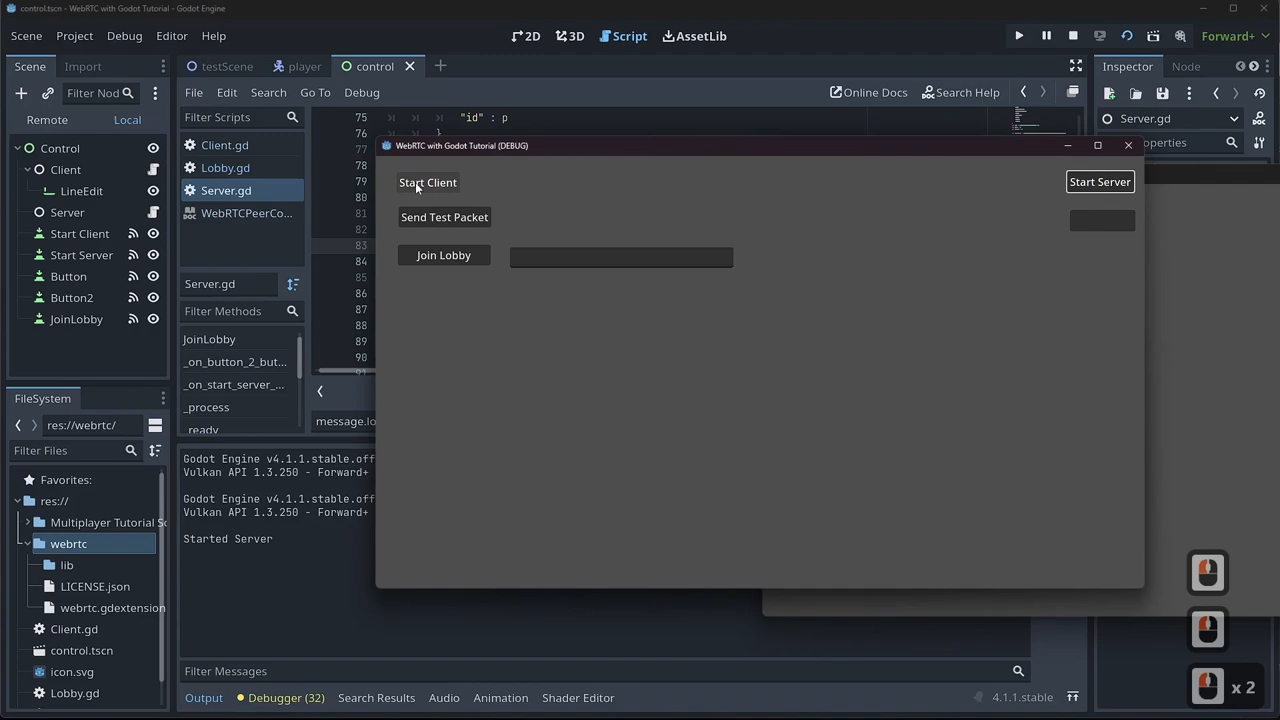 control.tscn - WebRTC with Godot Tutorial - Godot Engine
Scene Project Debug Editor Help
2D 3D Script AssetLib
Forward+
Scene Import
testScene player control
Inspector Node
Filter Nod
File Edit Search Go To Debug
Online Docs Search Help
Remote Local
Filter Scripts
Server.gd
Control
Client
LineEdit
Server
Start Client
Start Server
Button
Button2
JoinLobby
Client.gd
Lobby.gd
Server.gd
WebRTCPeerCo...
Server.gd
Filter Methods
JoinLobby
_on_button_2_but...
_on_start_server_...
_process
_ready
75 "id" : p
76 }
77
78
79
80
81
82
83
84
85
86
87
88
89
90
91
message.lo
roperties
WebRTC with Godot Tutorial (DEBUG)
Start Client
Start Server
Send Test Packet
Join Lobby
FileSystem
res://webrtc/
Filter Files
Favorites:
res://
Multiplayer Tutorial Sc
webrtc
lib
LICENSE.json
webrtc.gdextension
Client.gd
control.tscn
icon.svg
Lobby.gd
Godot Engine v4.1.1.stable.off
Vulkan API 1.3.250 - Forward+
Godot Engine v4.1.1.stable.off
Vulkan API 1.3.250 - Forward+
Started Server
Filter Messages
Output Debugger (32) Search Results Audio Animation Shader Editor
4.1.1.stable
x 2